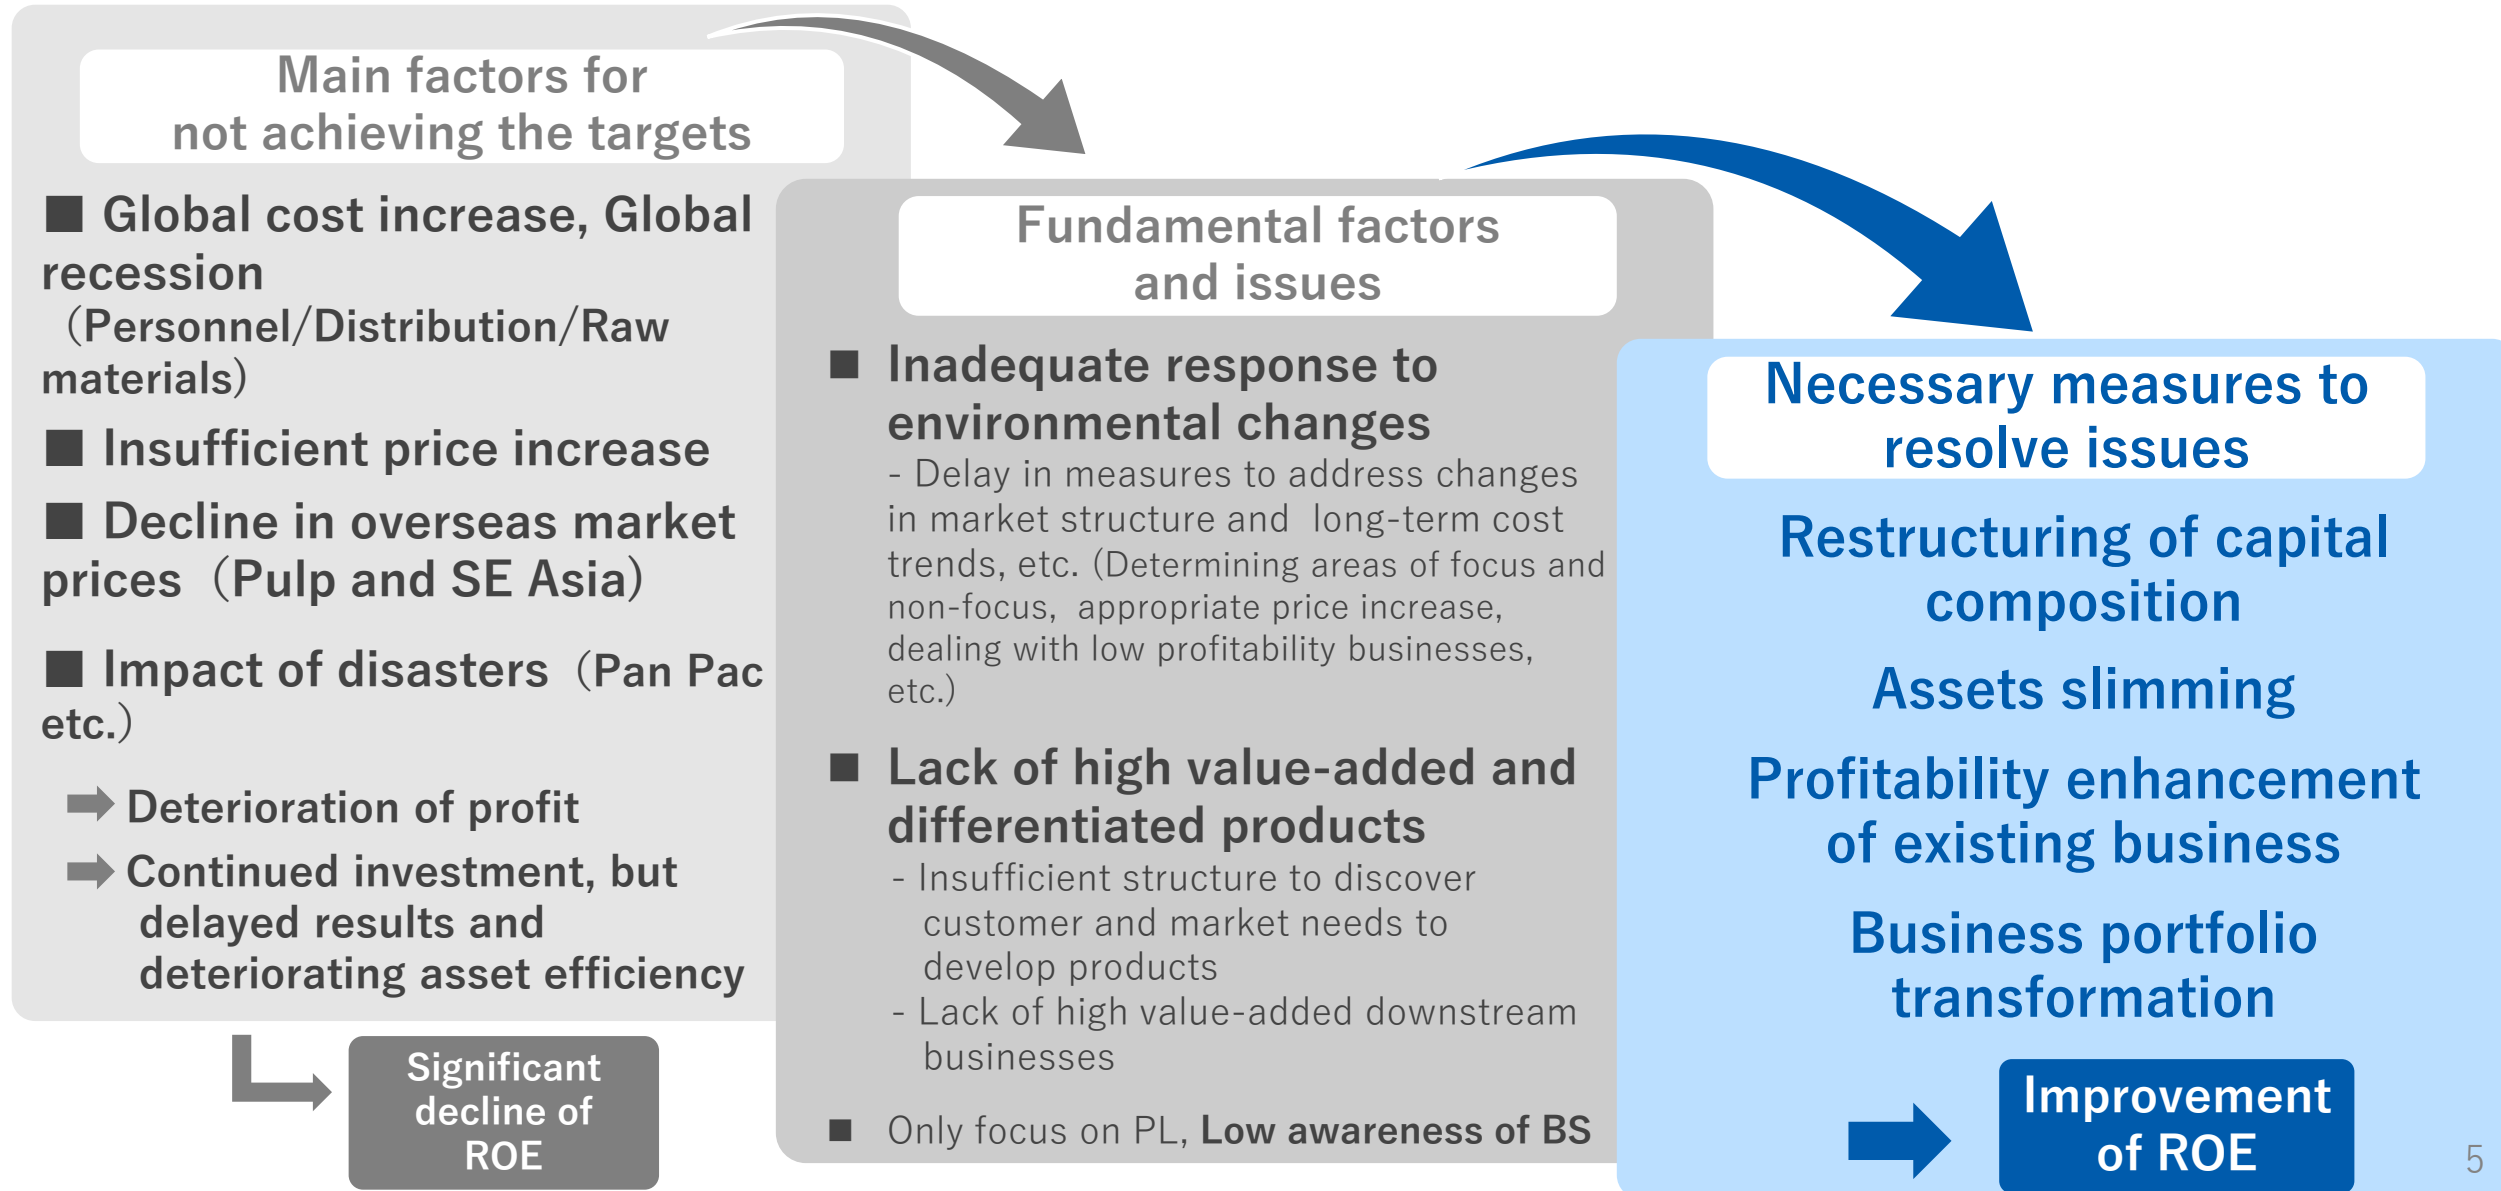 Main factors for
not achieving the targets
■ Global cost increase, Global
recession
（Personnel/Distribution/Raw
materials）
■ Insufficient price increase
■ Decline in overseas market
prices（Pulp and SE Asia）
■ Impact of disasters（Pan Pac
etc.）
Deterioration of profit
Continued investment, but
delayed results and
deteriorating asset efficiency
Significant
decline of
ROE
Fundamental factors
and issues
■ Inadequate response to
environmental changes
- Delay in measures to address changes
in market structure and long-term cost
trends, etc. (Determining areas of focus and
non-focus, appropriate price increase,
dealing with low profitability businesses,
etc.)
■ Lack of high value-added and
differentiated products
- Insufficient structure to discover
customer and market needs to
develop products
- Lack of high value-added downstream
businesses
■ Only focus on PL, Low awareness of BS
Necessary measures to
resolve issues
Restructuring of capital
composition
Assets slimming
Profitability enhancement
of existing business
Business portfolio
transformation
Improvement
of ROE
5